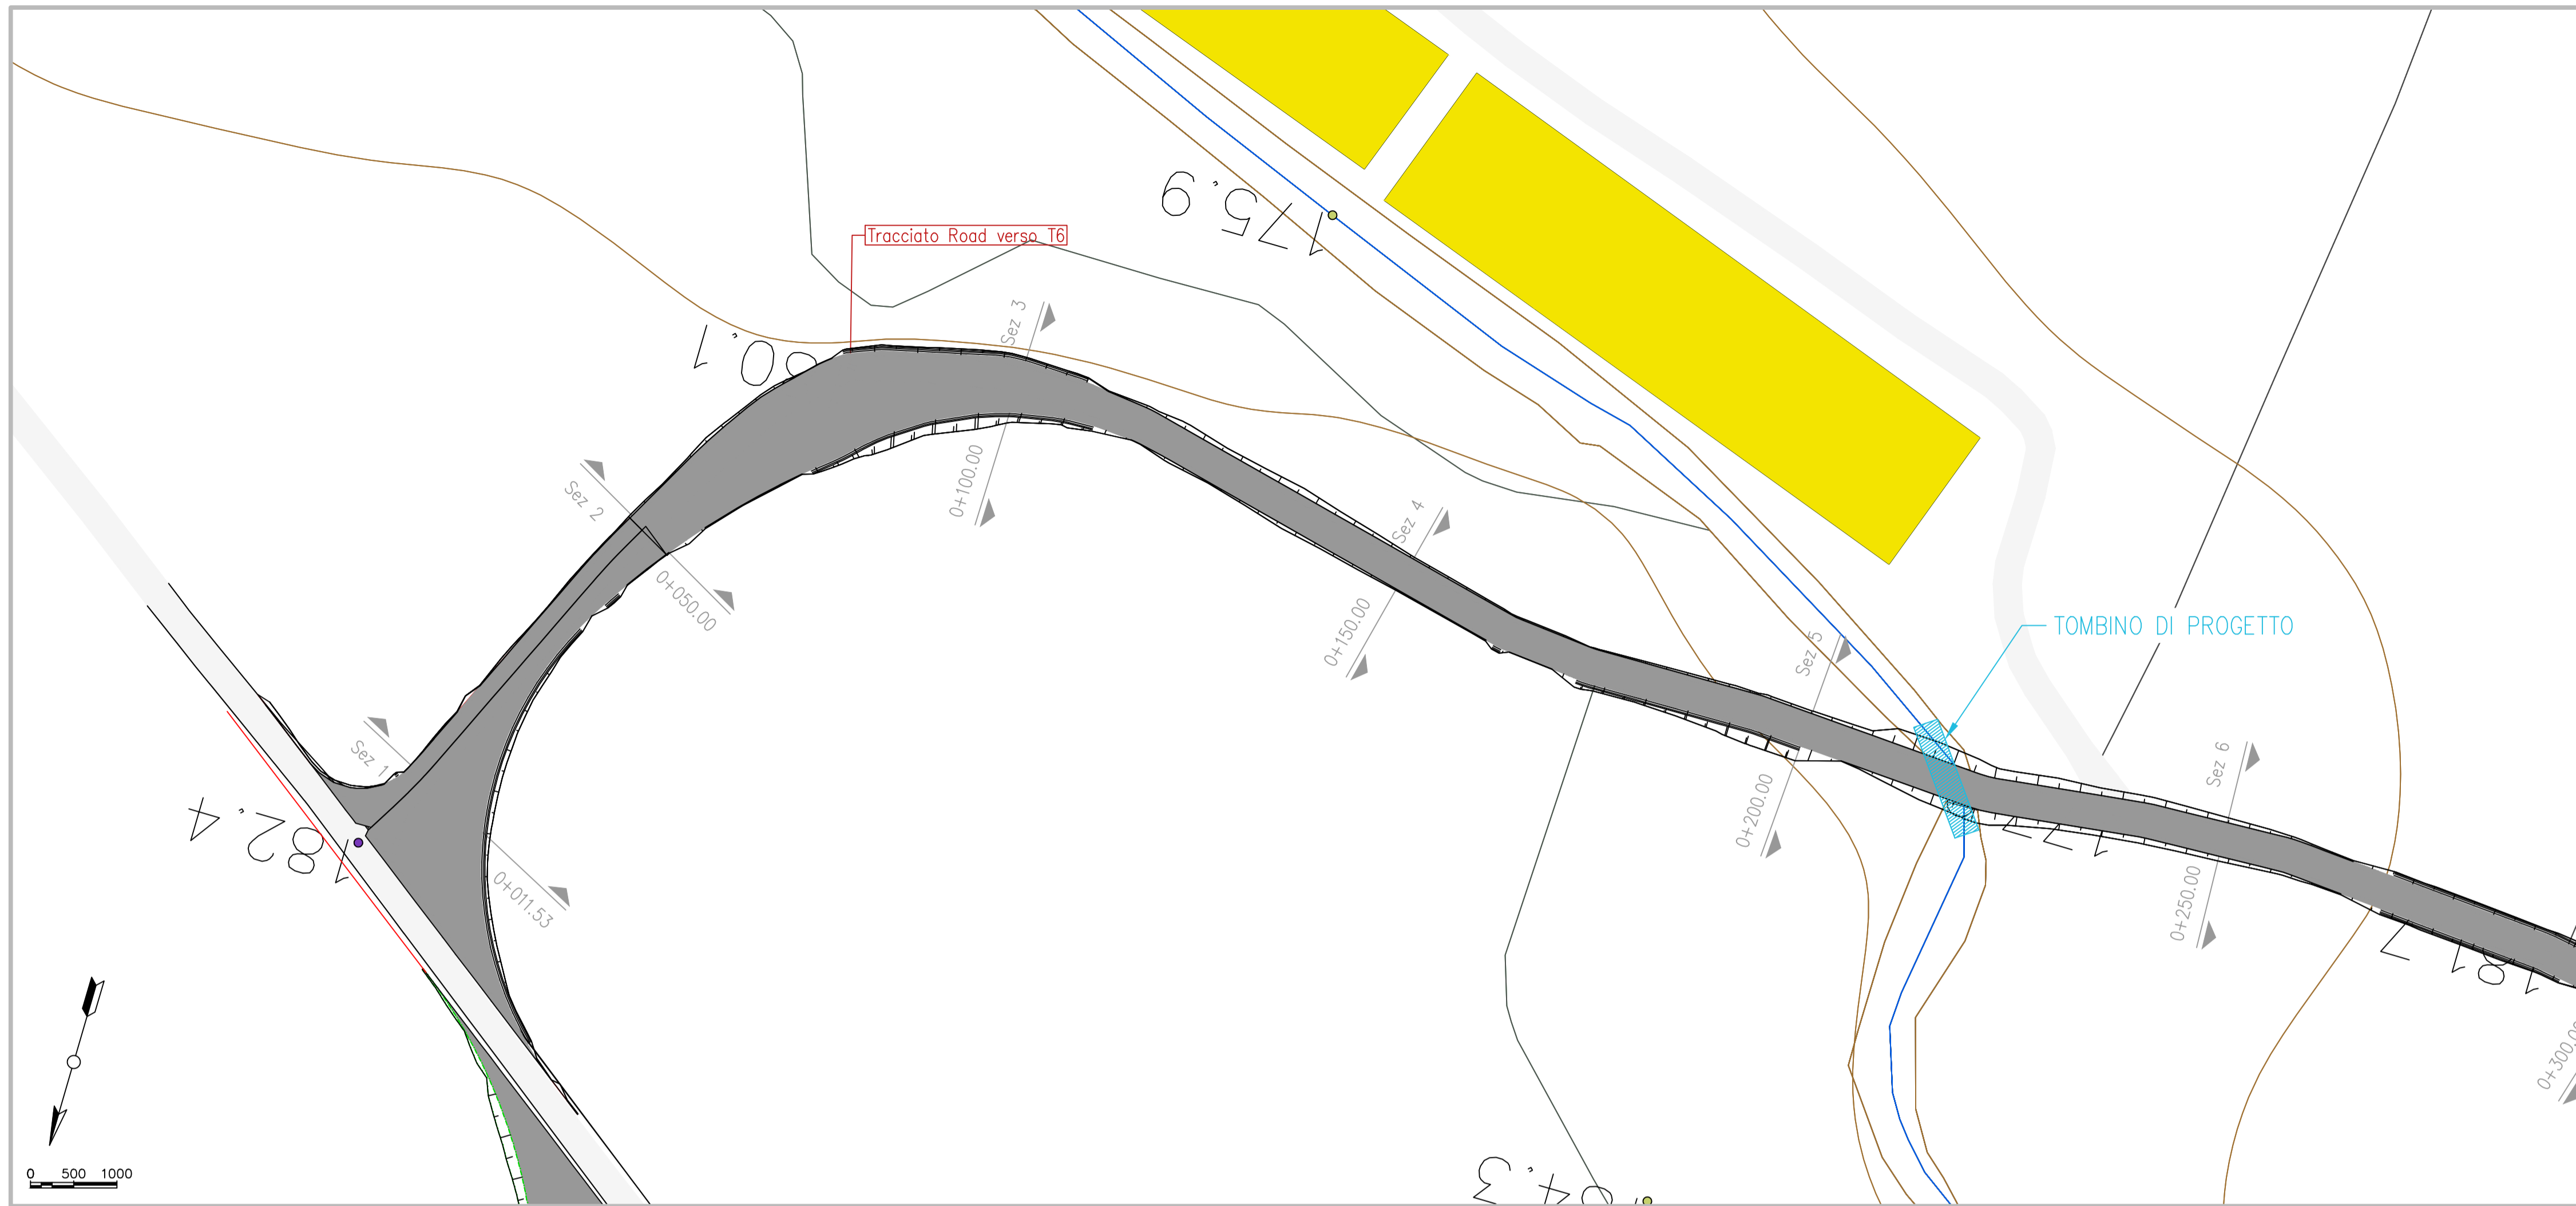 175.9
Tracciato Road verso T6
Sez 3
Sez 2
0+100.00
Sez 4
0+050.00
0+150.00
Sez 5
TOMBINO DI PROGETTO
Sez 1
Sez 6
182.4
0+011.53
0+200.00
0+250.00
0 500 1000